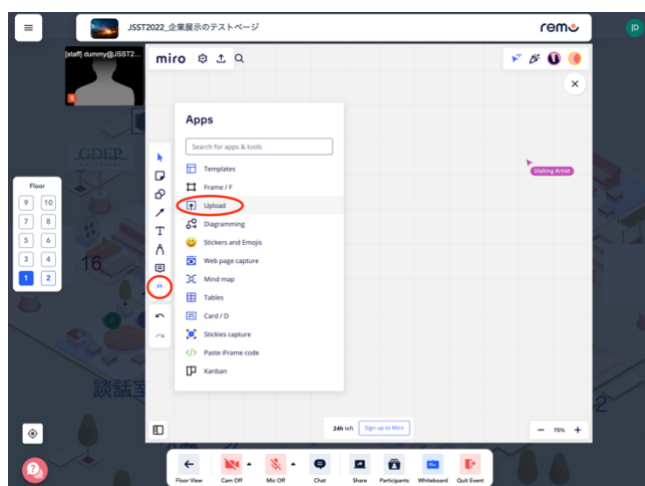 JSST2022_企業展示のテストページ
remo
[D
[staff] dummy@JSST2...
miro
Apps
Search for apps & tools
Templates
Frame / F
Upload
Diagramming
Stickers and Emojis
Web page capture
Mind map
Tables
Card / D
Stickies capture
Paste iFrame code
Kanban
Visiting Artist
GDEP
Floor
9 10
7 8
5 6
3 4
1 2
16
談話室
2
24h left
Sign up to Miro
78%
Floor View
Cam Off
Mic Off
Chat
Share
Participants
Whiteboard
Quit Event